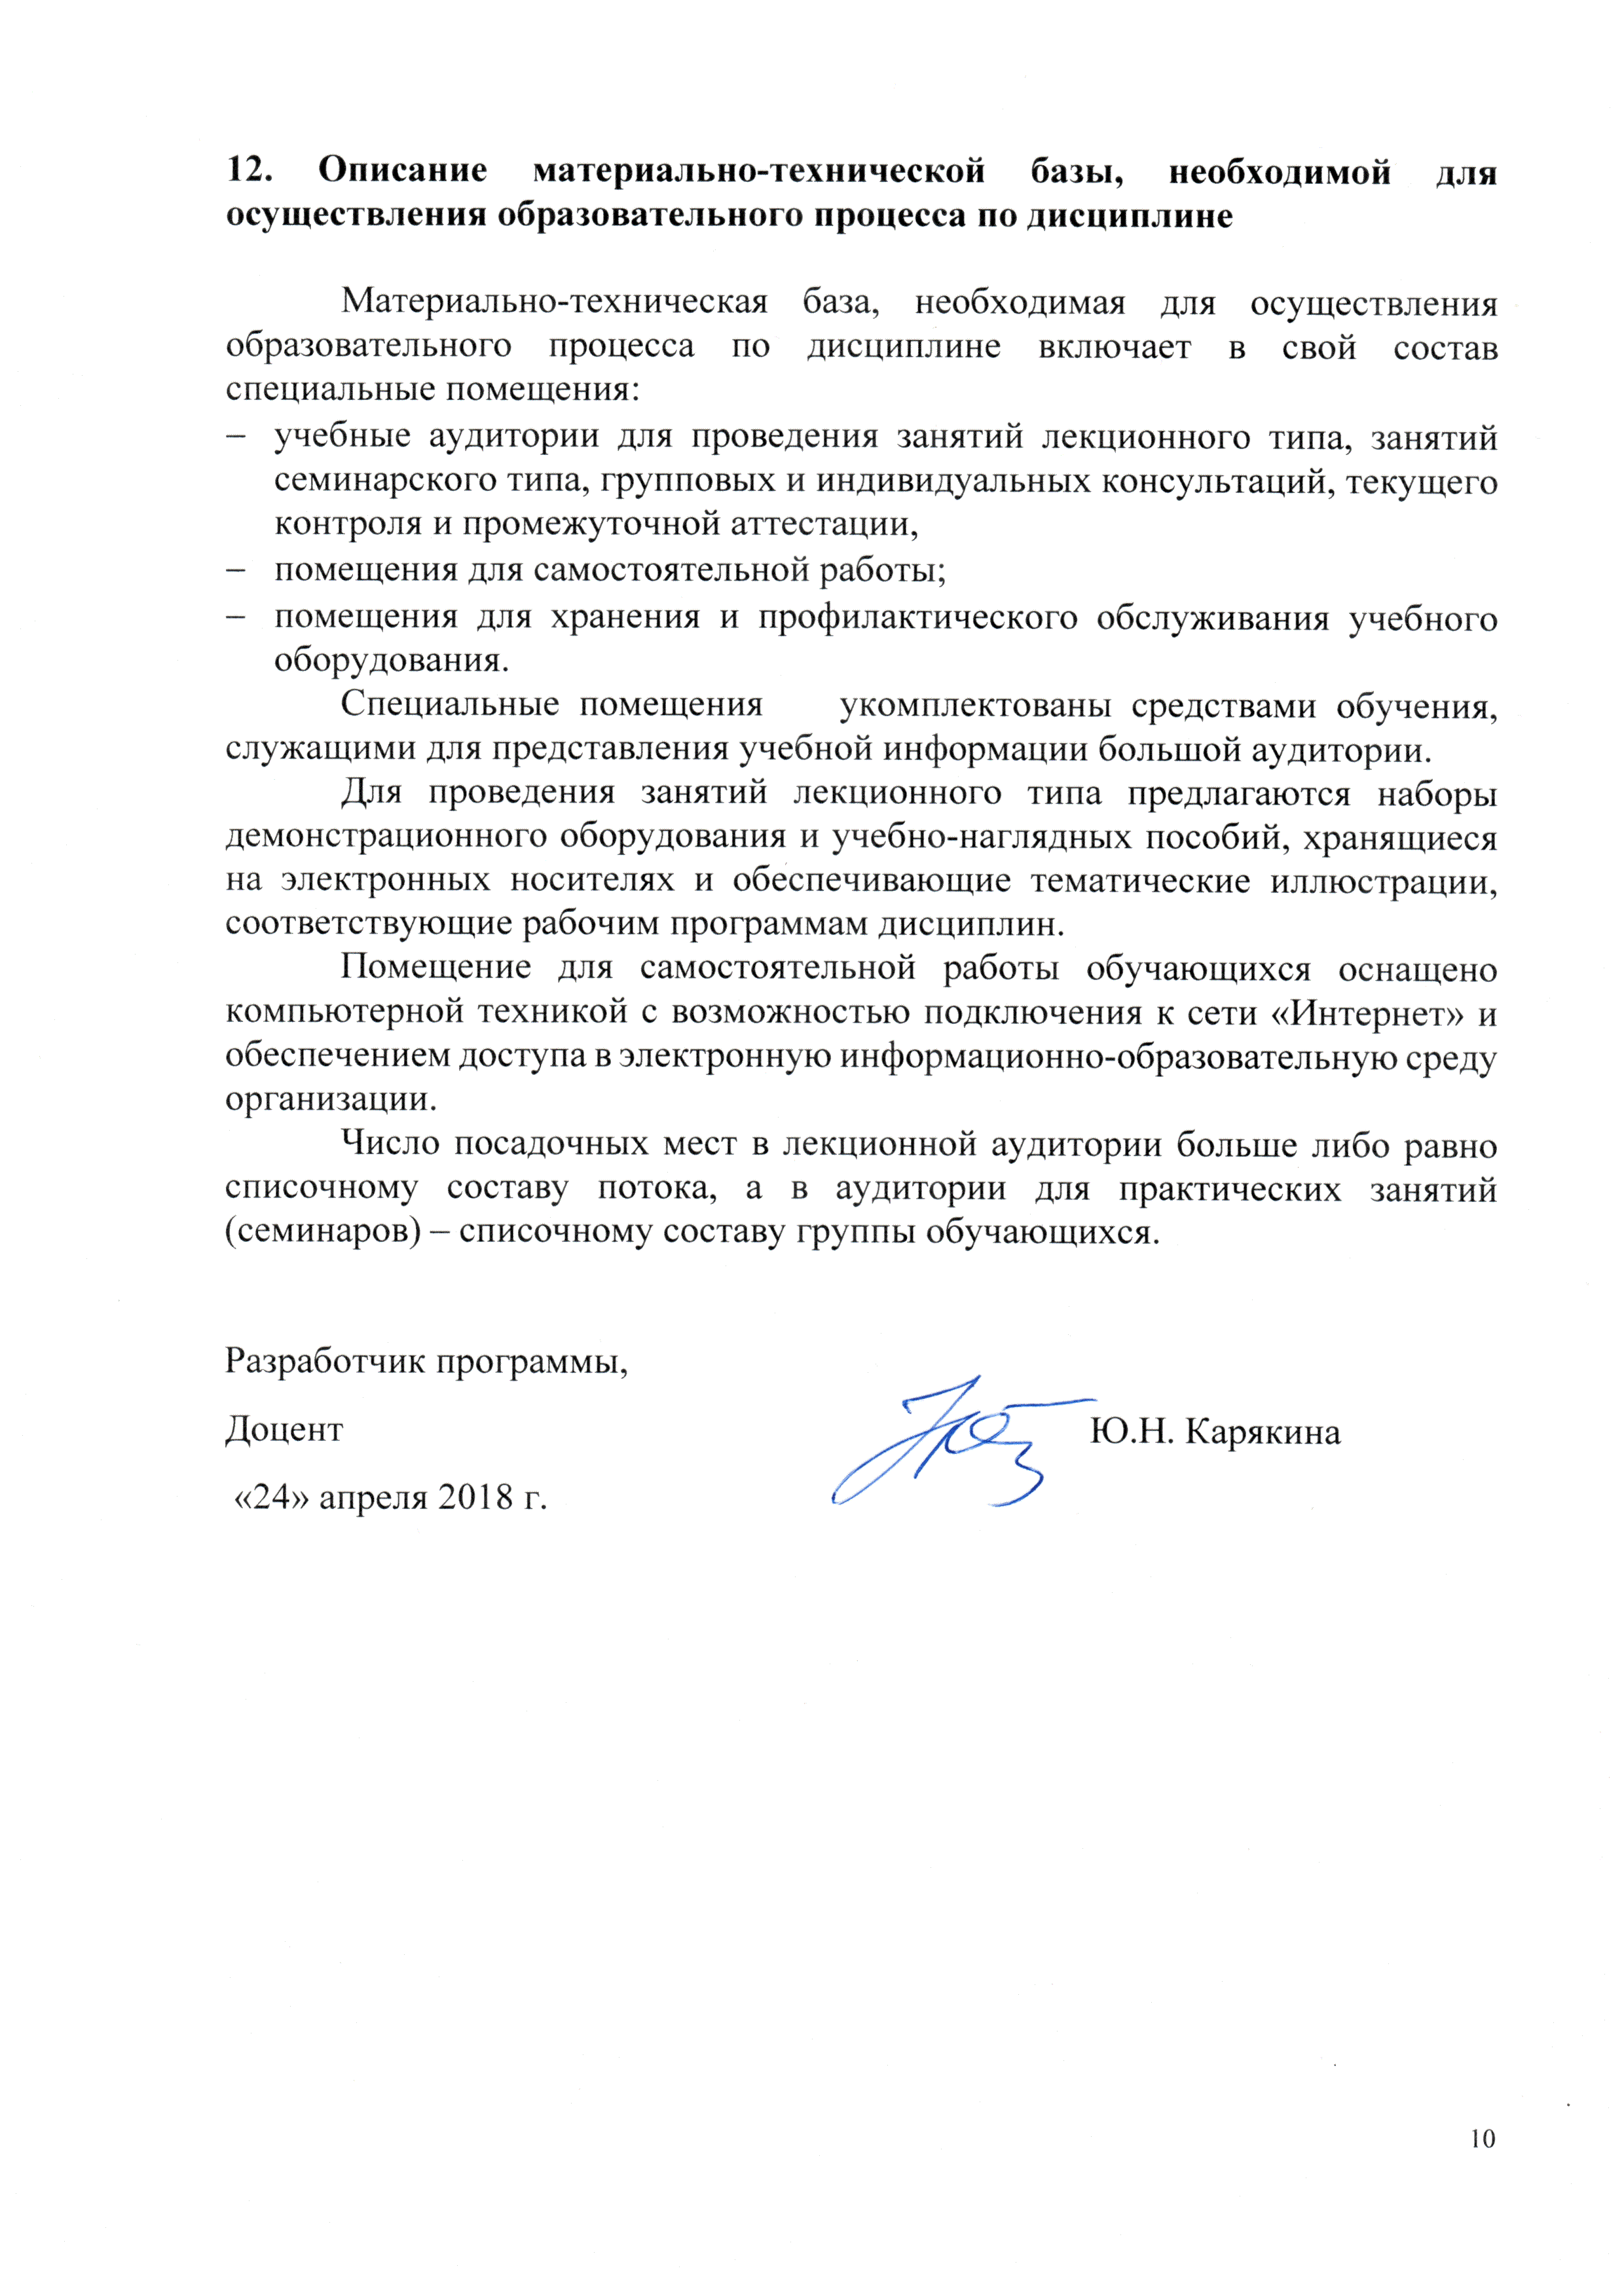 12. Описание материально-технической базы, необходимой для
осуществления образовательного процесса по дисциплине
Материально-техническая база, необходимая для осуществления
образовательного процесса по дисциплине включает в свой состав
специальные помещения:
– учебные аудитории для проведения занятий лекционного типа, занятий
семинарского типа, групповых и индивидуальных консультаций, текущего
контроля и промежуточной аттестации,
– помещения для самостоятельной работы;
– помещения для хранения и профилактического обслуживания учебного
оборудования.
Специальные помещения укомплектованы средствами обучения,
служащими для представления учебной информации большой аудитории.
Для проведения занятий лекционного типа предлагаются наборы
демонстрационного оборудования и учебно-наглядных пособий, хранящиеся
на электронных носителях и обеспечивающие тематические иллюстрации,
соответствующие рабочим программам дисциплин.
Помещение для самостоятельной работы обучающихся оснащено
компьютерной техникой с возможностью подключения к сети «Интернет» и
обеспечением доступа в электронную информационно-образовательную среду
организации.
Число посадочных мест в лекционной аудитории больше либо равно
списочному составу потока, а в аудитории для практических занятий
(семинаров) – списочному составу группы обучающихся.
Разработчик программы,
Доцент Ю.Н. Карякина
«24» апреля 2018 г.
10